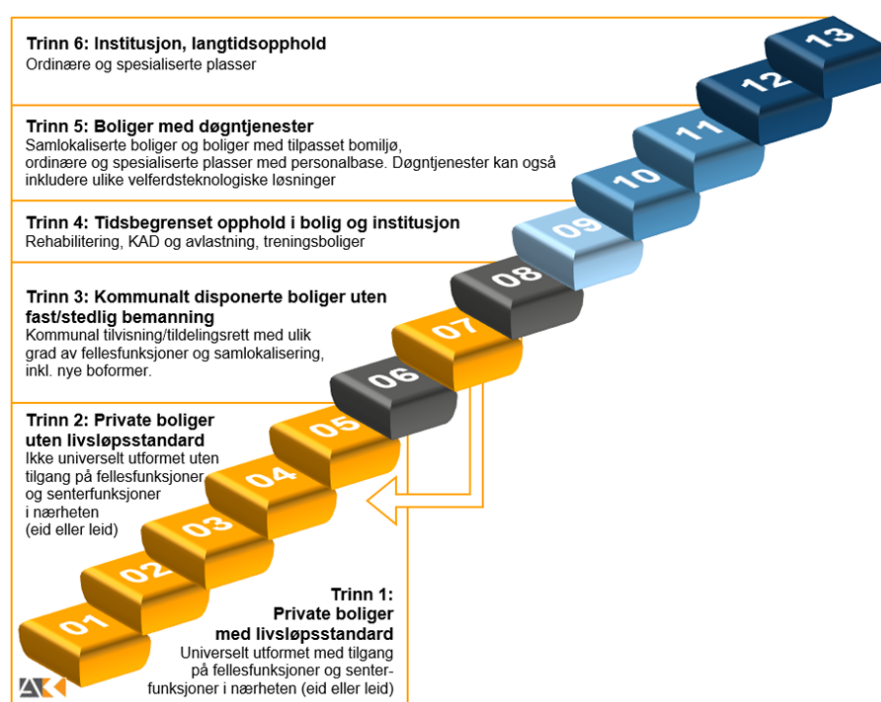 Trinn 6: Institusjon, langtidsopphold
Ordinære og spesialiserte plasser
Trinn 5: Boliger med døgntjenester
Samlokaliserte boliger og boliger med tilpasset bomiljø,
ordinære og spesialiserte plasser med personalbase. Døgntjenester kan også
inkludere ulike velferdsteknologiske løsninger
Trinn 4: Tidsbegrenset opphold i bolig og institusjon
Rehabilitering, KAD og avlastning, treningsboliger
Trinn 3: Kommunalt disponerte boliger uten
fast/stedlig bemanning
Kommunal tilvisning/tildelingsrett med ulik
grad av fellesfunksjoner og samlokalisering,
inkl. nye boformer.
Trinn 2: Private boliger
uten livsløpsstandard
Ikke universelt utformet uten
tilgang på fellesfunksjoner
og senterfunksjoner
i nærheten
(eid eller leid)
Trinn 1:
Private boliger
med livsløpsstandard
Universelt utformet med tilgang
på fellesfunksjoner og senter-
funksjoner i nærheten (eid eller leid)
01
02
03
04
05
06
07
08
09
10
11
12
13